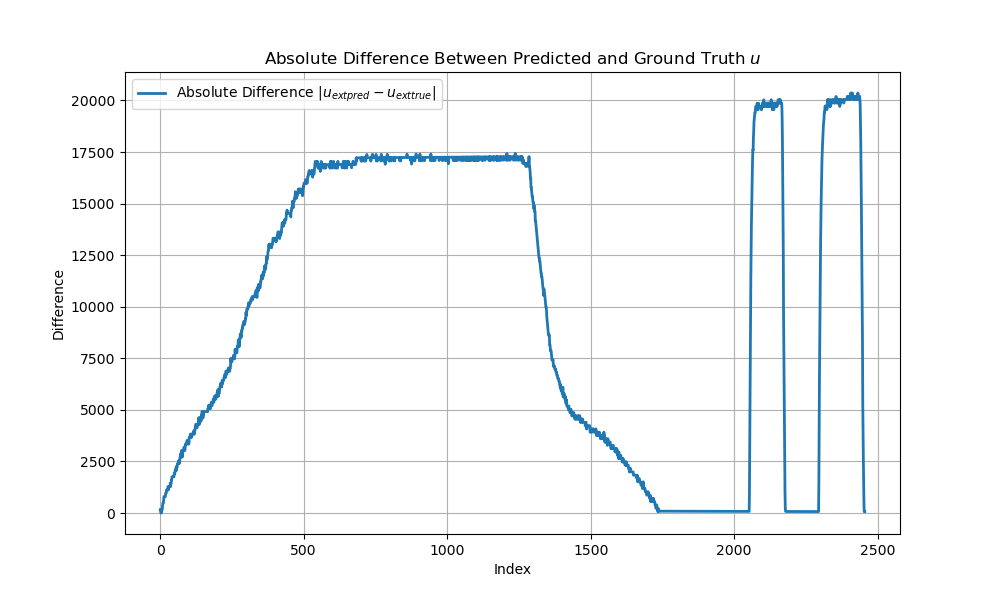 Absolute Difference Between Predicted and Ground Truth u
Absolute Difference |u_extpred − u_exttrue|
20000
17500
15000
12500
10000
7500
5000
2500
0
Difference
0 500 1000 1500 2000 2500
Index